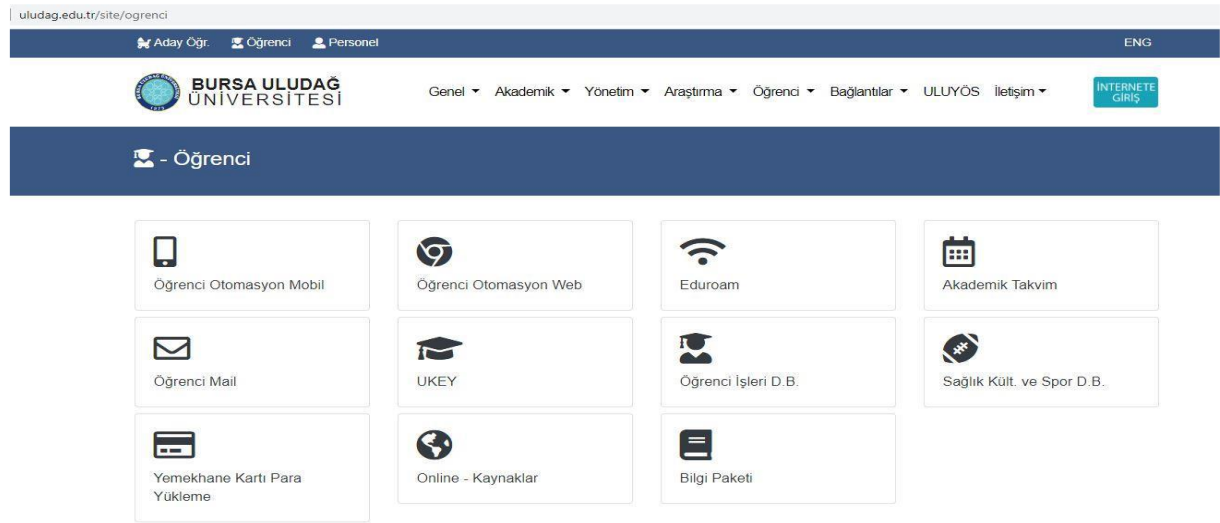 uludag.edu.tr/site/ogrenci
Aday Öğr. Öğrenci Personel ENG
BURSA ULUDAĞ
ÜNİVERSİTESİ
Genel Akademik Yönetim Araştırma Öğrenci Bağlantılar ULUYÖS İletişim
İNTERNETE
GİRİŞ
- Öğrenci
Öğrenci Otomasyon Mobil
Öğrenci Otomasyon Web
Eduroam
Akademik Takvim
Öğrenci Mail
UKEY
Öğrenci İşleri D.B.
Sağlık Kült. ve Spor D.B.
Yemekhane Kartı Para
Yükleme
Online - Kaynaklar
Bilgi Paketi